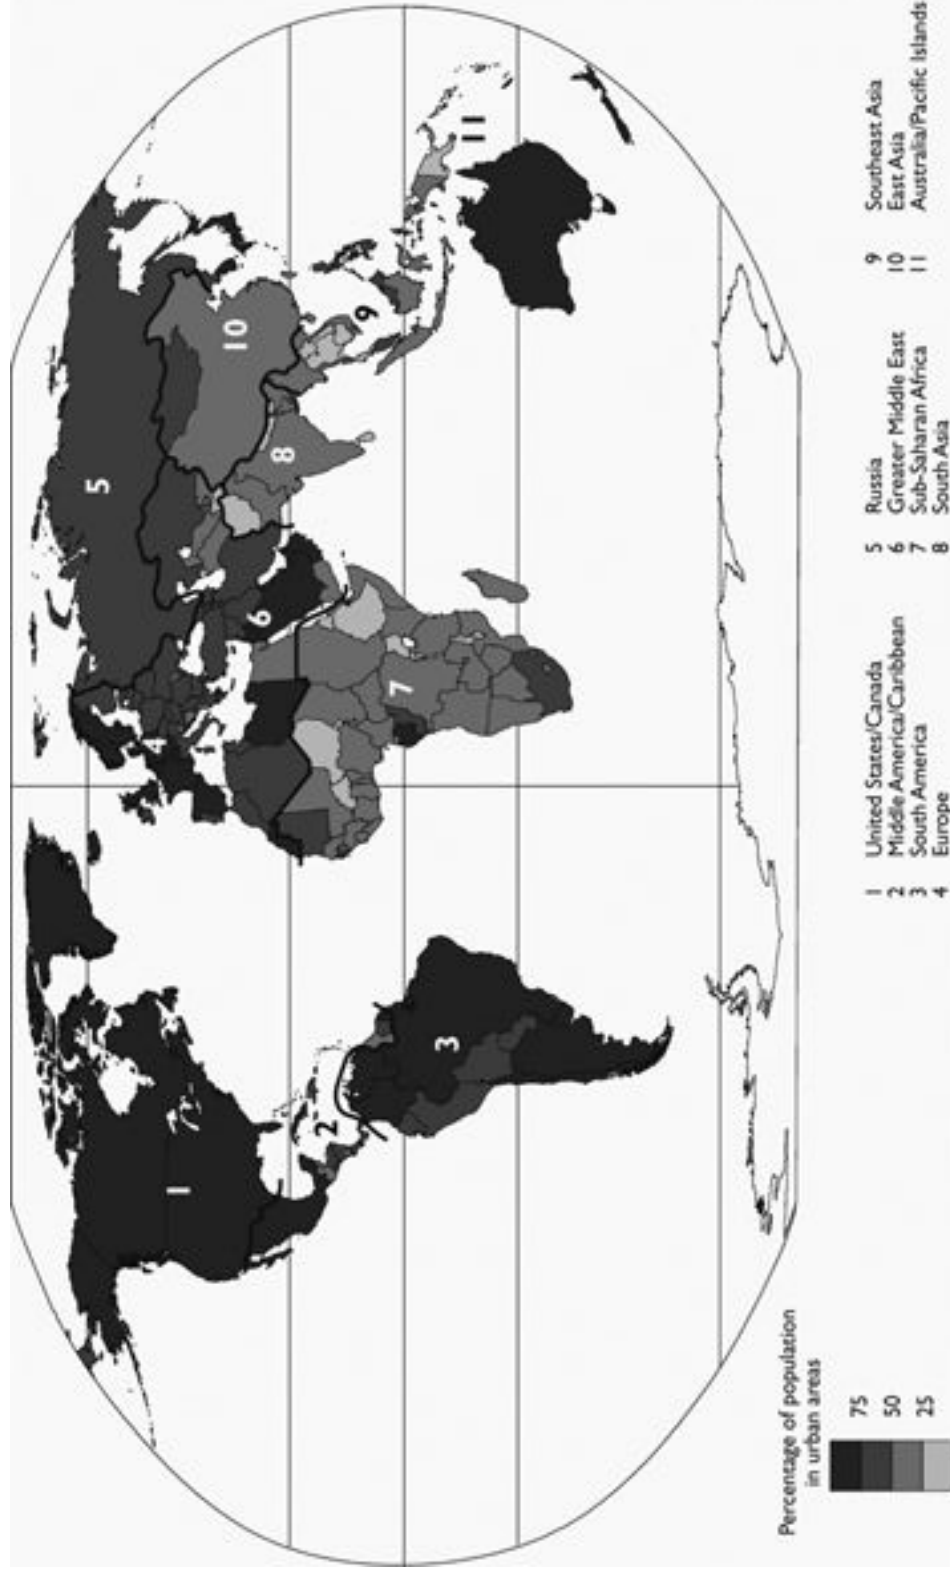 1
2
3
4
5
6
7
8
9
10
11
Percentage of population
in urban areas
75
50
25
1 United States/Canada
2 Middle America/Caribbean
3 South America
4 Europe
5 Russia
6 Greater Middle East
7 Sub-Saharan Africa
8 South Asia
9 Southeast Asia
10 East Asia
11 Australia/Pacific Islands